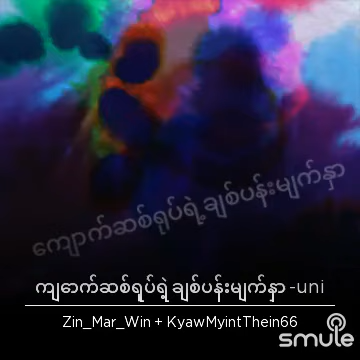 ကျောက်ဆစ်ရုပ်ရဲ့ချစ်ပန်းမျက်နှာ
ကျောက်ဆစ်ရုပ်ရဲ့ ချစ်ပန်းမျက်နှာ -uni
Zin_Mar_Win + KyawMyintThein66
smule